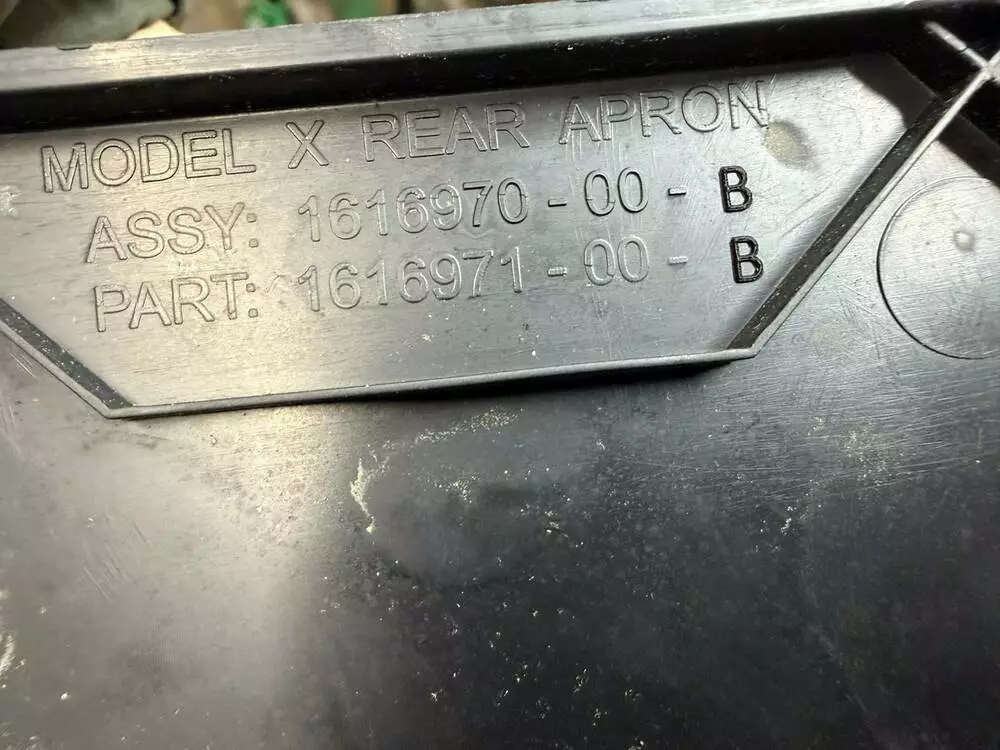 MODEL X REAR APRON
ASSY: 1616970-00-B
PART: 1616971-00-B